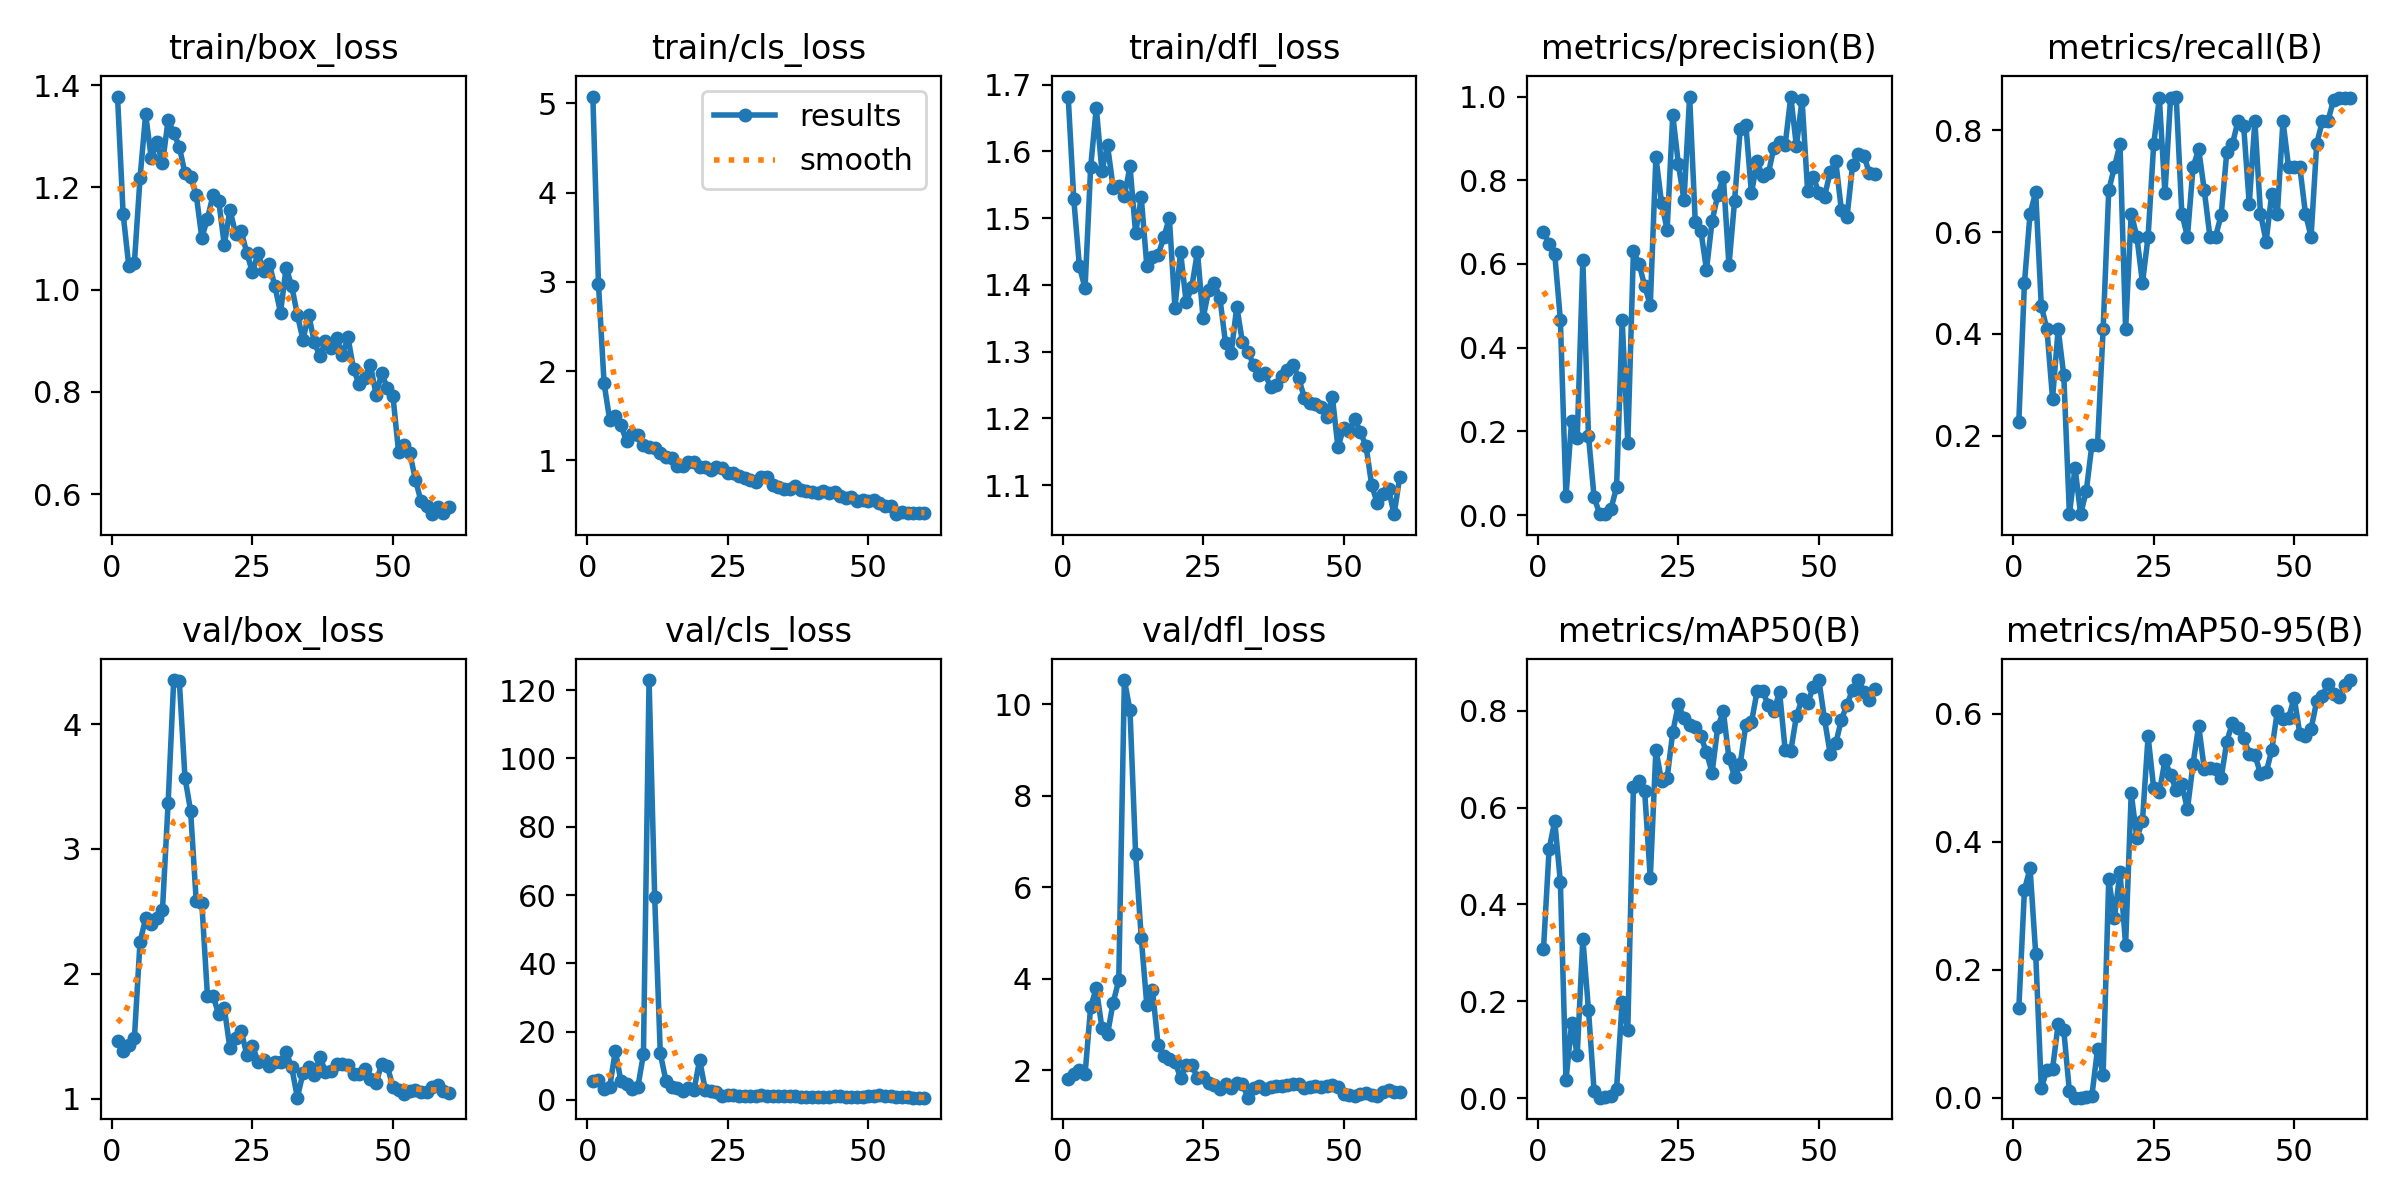 train/box_loss
1.4
1.2
1.0
0.8
0.6
0 25 50
train/cls_loss
results
smooth
5
4
3
2
1
0 25 50
train/dfl_loss
1.7
1.6
1.5
1.4
1.3
1.2
1.1
0 25 50
metrics/precision(B)
1.0
0.8
0.6
0.4
0.2
0.0
0 25 50
metrics/recall(B)
0.8
0.6
0.4
0.2
0 25 50
val/box_loss
4
3
2
1
0 25 50
val/cls_loss
120
100
80
60
40
20
0
0 25 50
val/dfl_loss
10
8
6
4
2
0 25 50
metrics/mAP50(B)
0.8
0.6
0.4
0.2
0.0
0 25 50
metrics/mAP50-95(B)
0.6
0.4
0.2
0.0
0 25 50